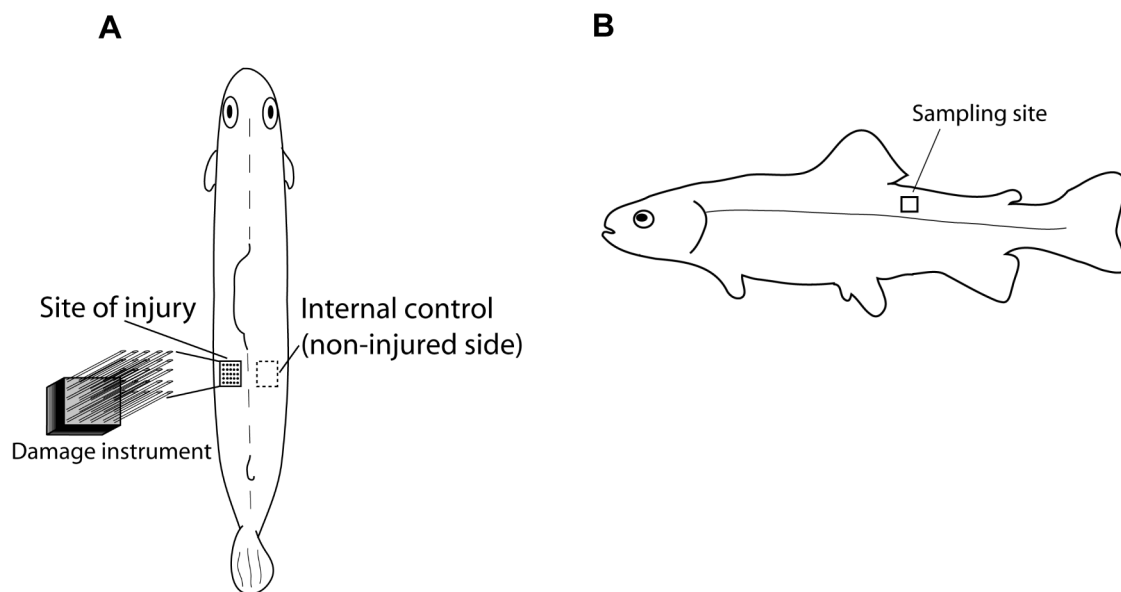 A
B
Sampling site
Site of injury
Internal control
(non-injured side)
Damage instrument